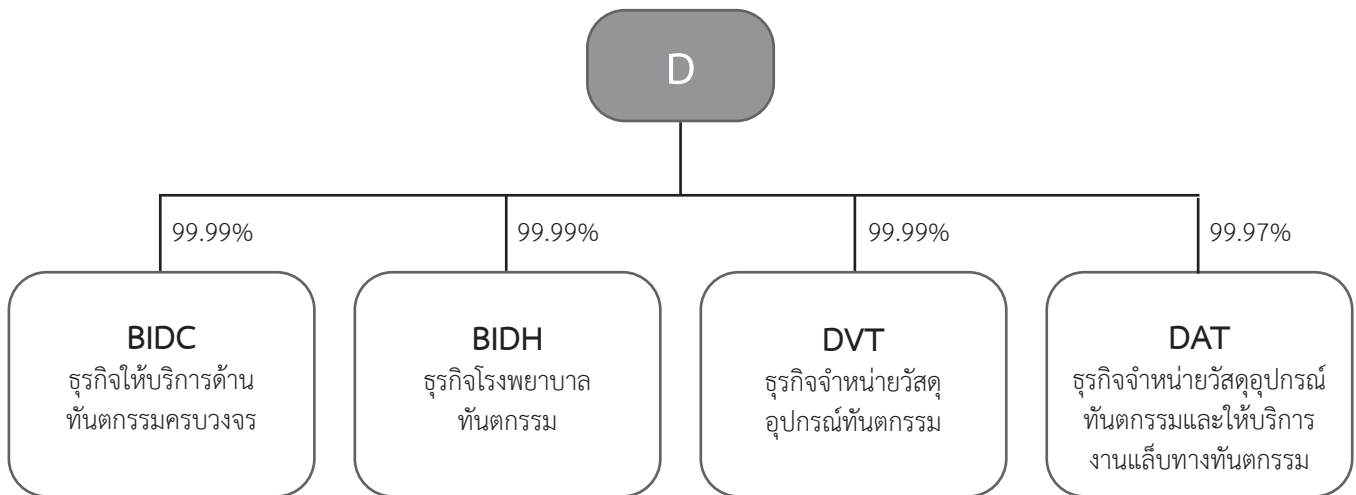 D
99.99%
99.99%
99.99%
99.97%
BIDC
ธุรกิจให้บริการด้าน
ทันตกรรมครบวงจร
BIDH
ธุรกิจโรงพยาบาล
ทันตกรรม
DVT
ธุรกิจจำหน่ายวัสดุ
อุปกรณ์ทันตกรรม
DAT
ธุรกิจจำหน่ายวัสดุอุปกรณ์
ทันตกรรมและให้บริการ
งานแล็บทางทันตกรรม